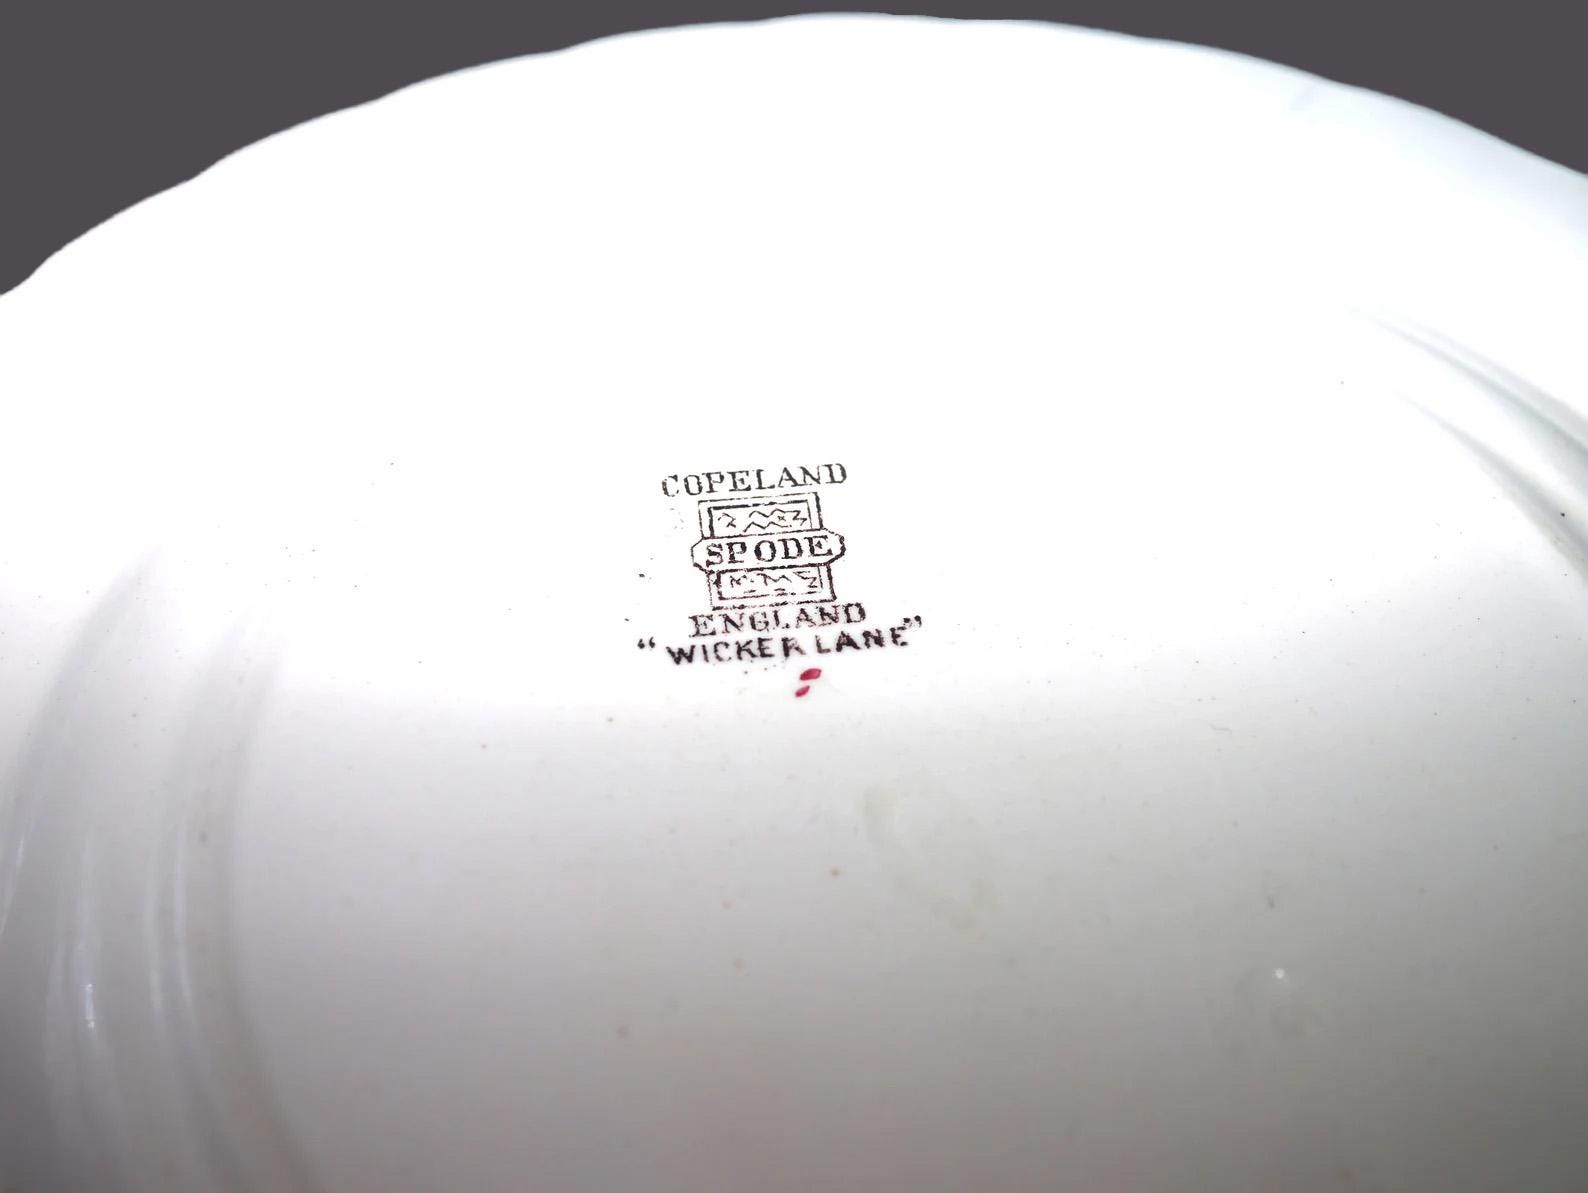 COPELAND
SPODE
ENGLAND
"WICKER LANE"